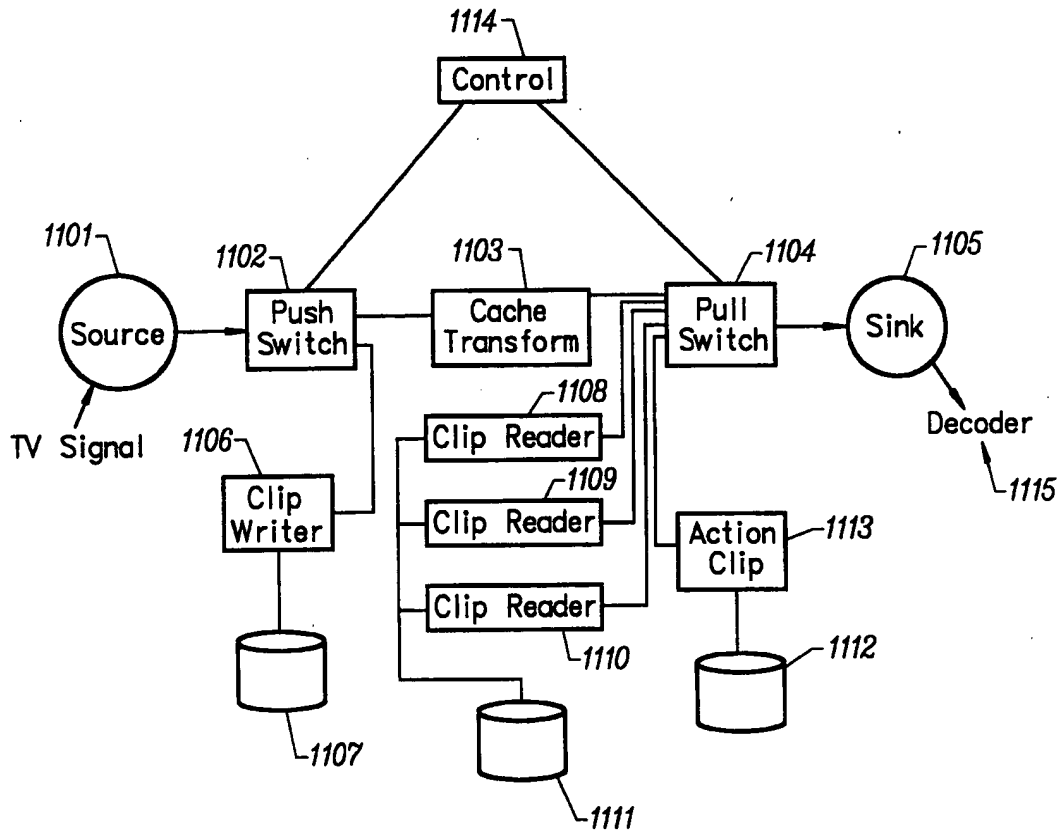 1114
Control
1101
1102
1103
1104
1105
Source
Push
Switch
Cache
Transform
Pull
Switch
Sink
TV Signal
1106
Clip
Writer
1107
1108
Clip Reader
1109
Clip Reader
Clip Reader
1110
1111
Action
Clip
1113
1112
Decoder
1115